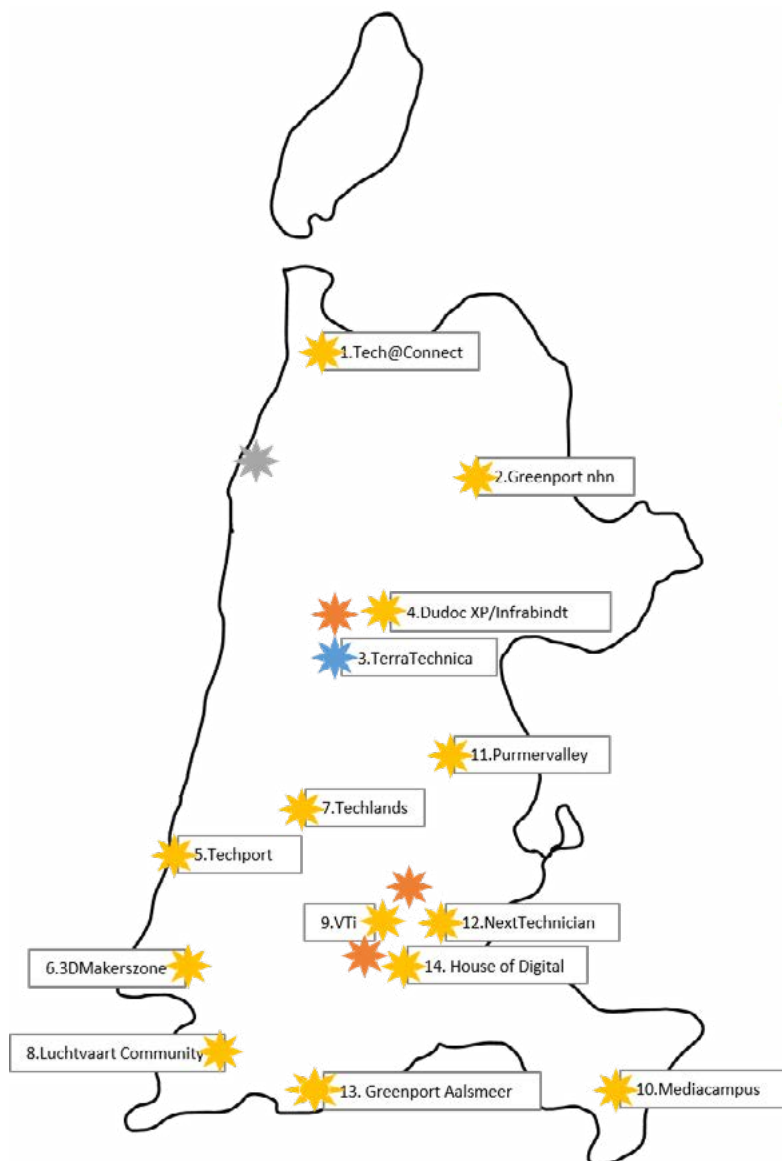 1.Tech@Connect
2.Greenport nhn
4.Dudoc XP/Infrabindt
3.TerraTechnica
11.Purmervalley
7.Techlands
5.Techport
9.VTi
12.NextTechnician
6.3DMakerszone
14. House of Digital
8.Luchtvaart Community
13. Greenport Aalsmeer
10.Mediacampus